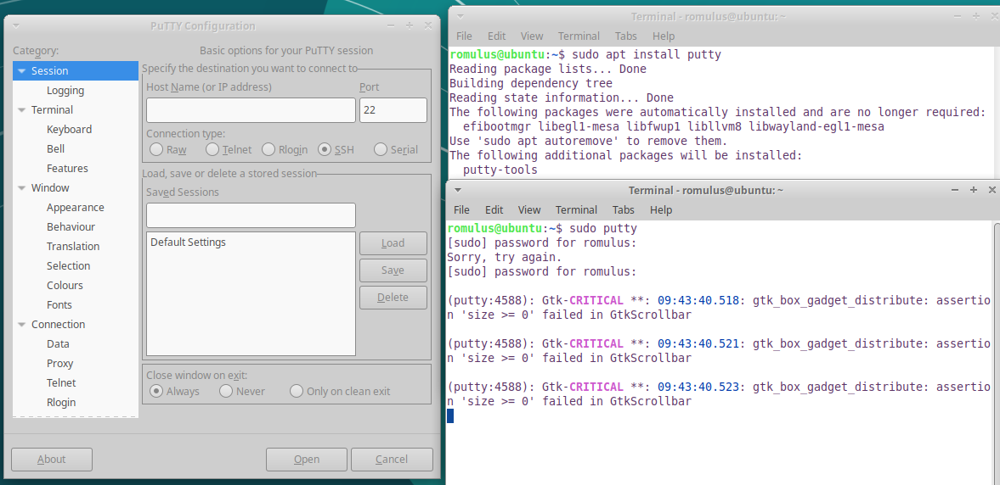 PuTTY Configuration
Category:
Session
Logging
Terminal
Keyboard
Bell
Features
Window
Appearance
Behaviour
Translation
Selection
Colours
Fonts
Connection
Data
Proxy
Telnet
Rlogin
Basic options for your PuTTY session
Specify the destination you want to connect to
Host Name (or IP address) Port
22
Connection type:
Raw Telnet Rlogin SSH Serial
Load, save or delete a stored session
Saved Sessions
Default Settings
Load
Save
Delete
Close window on exit:
Always Never Only on clean exit
About Open Cancel
Terminal - romulus@ubuntu: ~
File Edit View Terminal Tabs Help
romulus@ubuntu:~$ sudo apt install putty
Reading package lists... Done
Building dependency tree
Reading state information... Done
The following packages were automatically installed and are no longer required:
efibootmgr libegl1-mesa libfwup1 libllvm8 libwayland-egl1-mesa
Use 'sudo apt autoremove' to remove them.
The following additional packages will be installed:
putty-tools
Terminal - romulus@ubuntu: ~
File Edit View Terminal Tabs Help
romulus@ubuntu:~$ sudo putty
[sudo] password for romulus:
Sorry, try again.
[sudo] password for romulus:
(putty:4588): Gtk-CRITICAL **: 09:43:40.518: gtk_box_gadget_distribute: assertio
n 'size >= 0' failed in GtkScrollbar
(putty:4588): Gtk-CRITICAL **: 09:43:40.521: gtk_box_gadget_distribute: assertio
n 'size >= 0' failed in GtkScrollbar
(putty:4588): Gtk-CRITICAL **: 09:43:40.523: gtk_box_gadget_distribute: assertio
n 'size >= 0' failed in GtkScrollbar